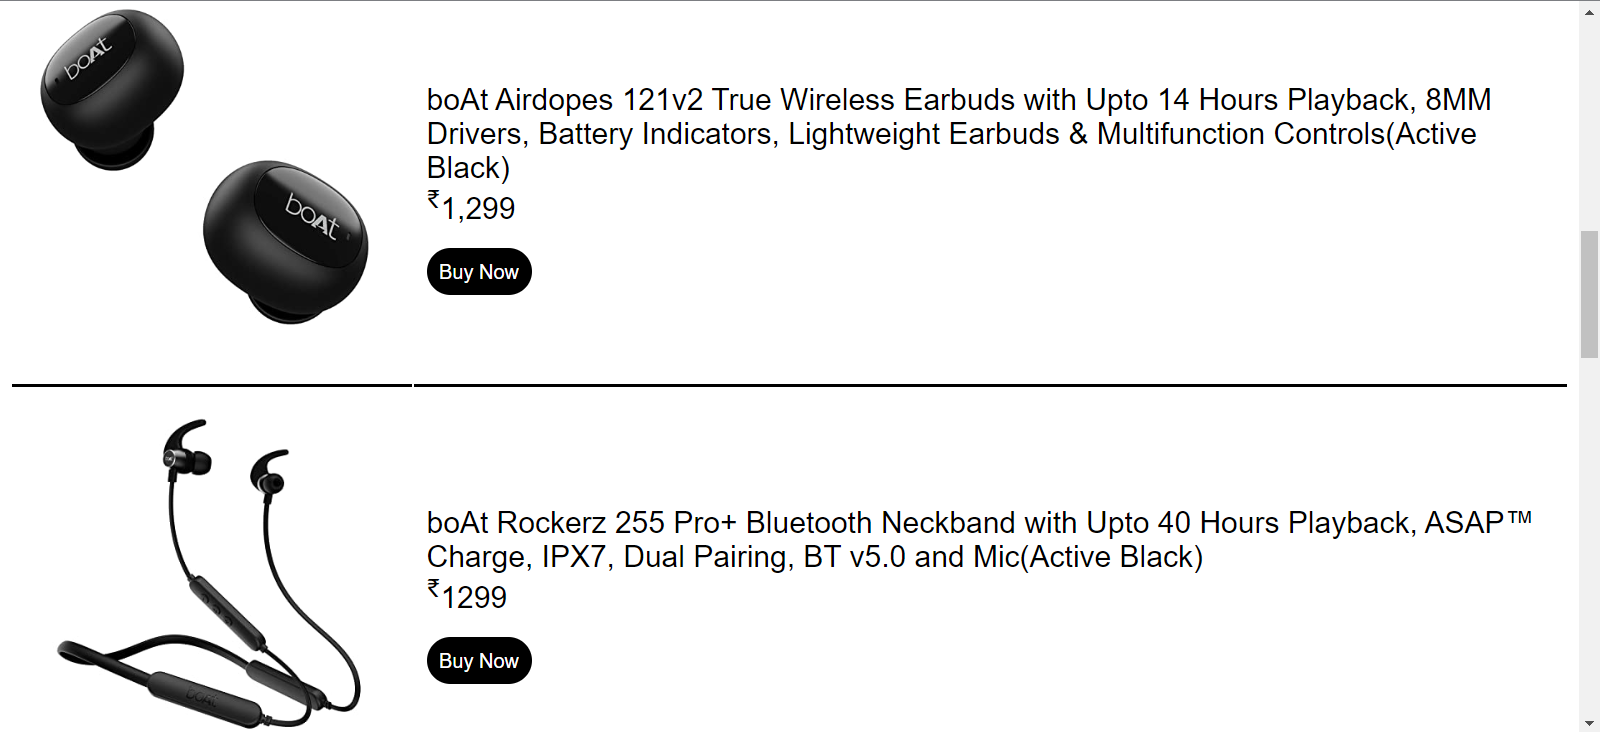 boAt
boAt
boAt Airdopes 121v2 True Wireless Earbuds with Upto 14 Hours Playback, 8MM
Drivers, Battery Indicators, Lightweight Earbuds & Multifunction Controls(Active
Black)
₹1,299
Buy Now
boAt Rockerz 255 Pro+ Bluetooth Neckband with Upto 40 Hours Playback, ASAP™
Charge, IPX7, Dual Pairing, BT v5.0 and Mic(Active Black)
₹1299
Buy Now
boAt